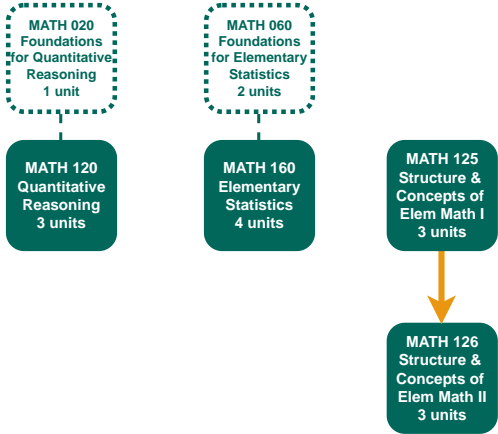 MATH 020
Foundations
for Quantitative
Reasoning
1 unit
MATH 060
Foundations
for Elementary
Statistics
2 units
MATH 120
Quantitative
Reasoning
3 units
MATH 160
Elementary
Statistics
4 units
MATH 125
Structure &
Concepts of
Elem Math I
3 units
MATH 126
Structure &
Concepts of
Elem Math II
3 units